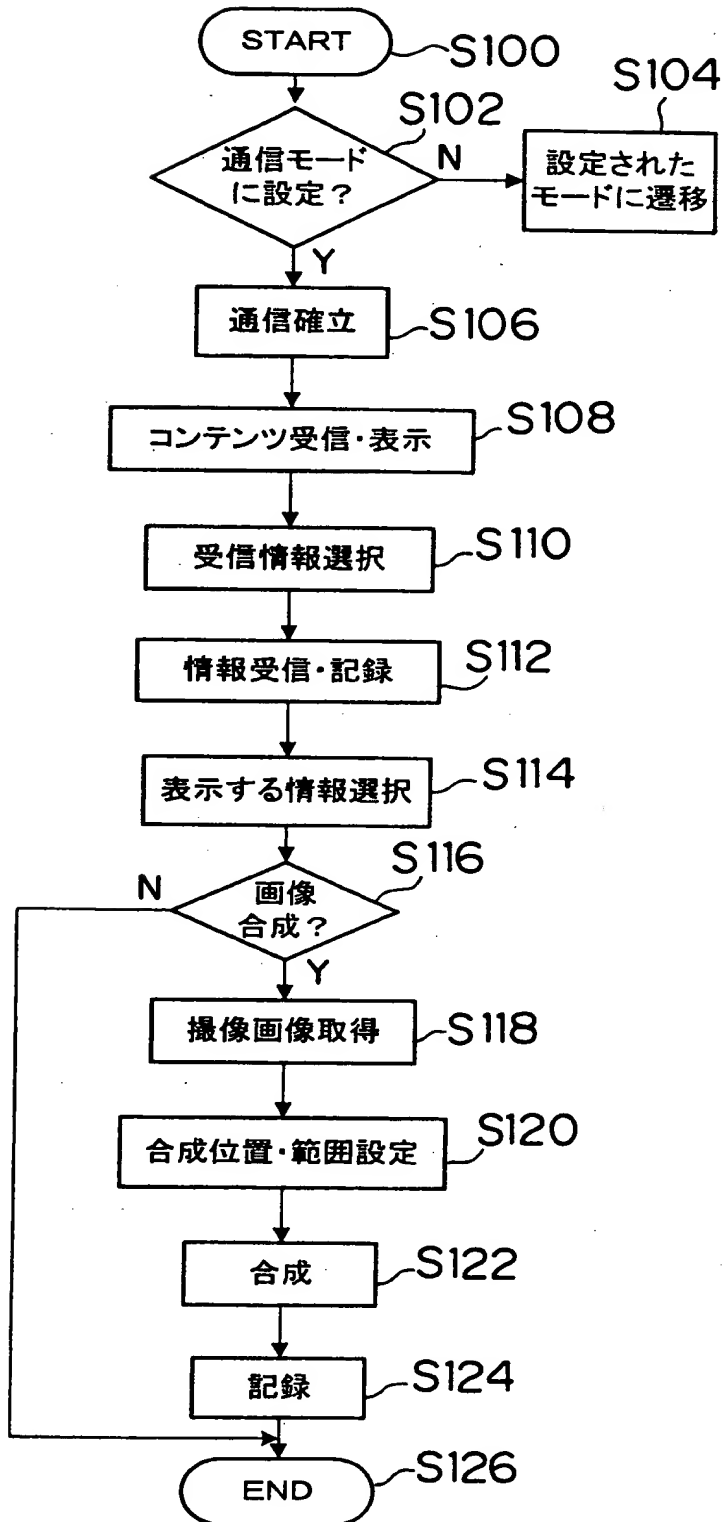 START
S100
S102
S104
通信モード
に設定？
N
設定された
モードに遷移
Y
通信確立
S106
コンテンツ受信・表示
S108
受信情報選択
S110
情報受信・記録
S112
表示する情報選択
S114
S116
N
画像
合成？
Y
撮像画像取得
S118
合成位置・範囲設定
S120
合成
S122
記録
S124
END
S126